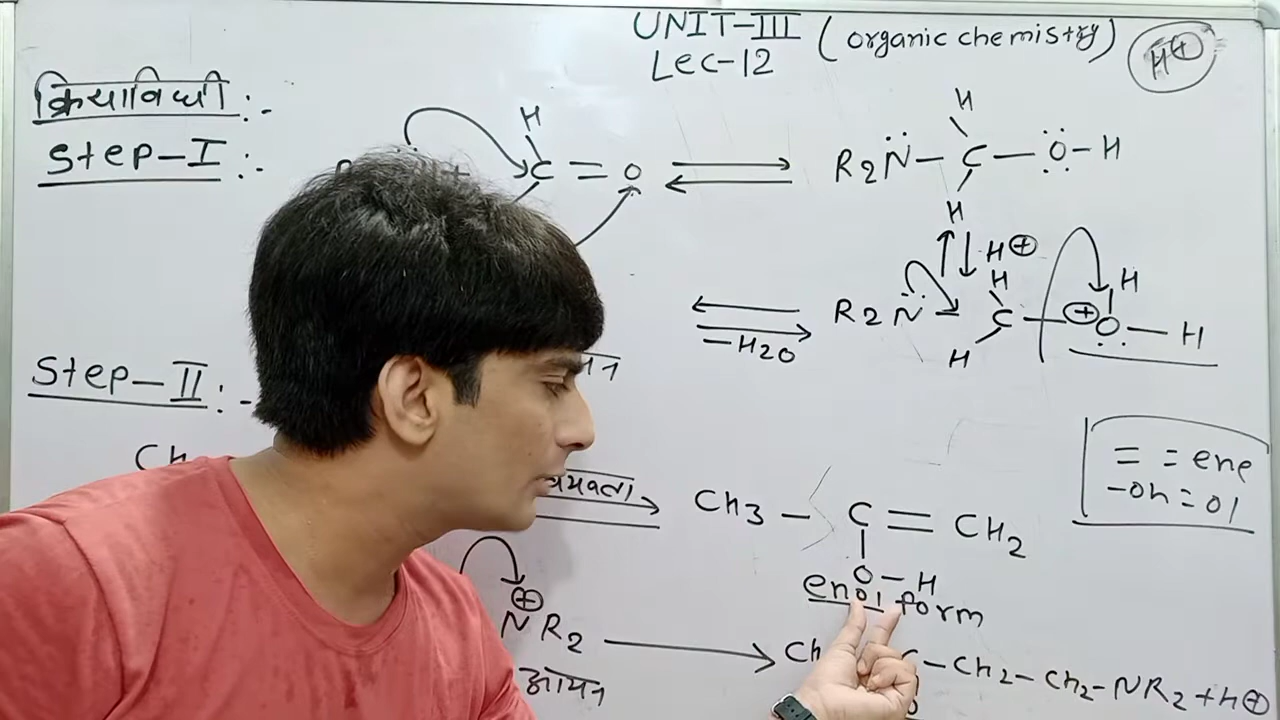 UNIT-III (organic chemistry) H⊕
Lec-12
क्रियाविधी :-
Step-I :-
H
C = O ⇌ R2N̈ - C - Ö - H
H
H
H⊕
H
H
⇌ -H2O R2N̈ - C - ⊕O - H
H
Step-II :-
= = ene
-OH = ol
CH3 - C = CH2
O - H
enol form
⊕
NR2 → CH - CH2 - CH2 - NR2 + H⊕
आयन